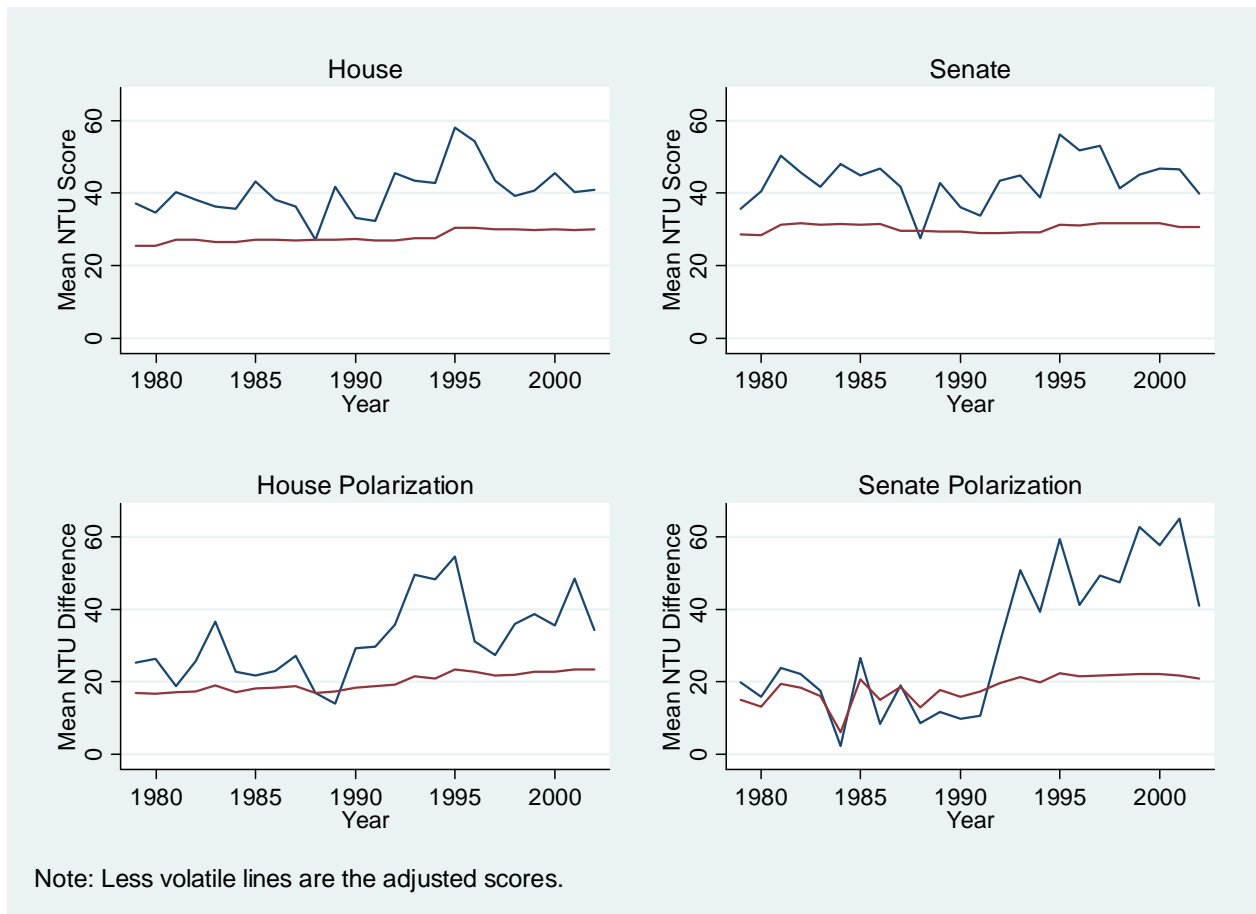 House
Mean NTU Score
60
40
20
0
1980 1985 1990 1995 2000
Year
Senate
Mean NTU Score
60
40
20
0
1980 1985 1990 1995 2000
Year
House Polarization
Mean NTU Difference
60
40
20
0
1980 1985 1990 1995 2000
Year
Senate Polarization
Mean NTU Difference
60
40
20
0
1980 1985 1990 1995 2000
Year
Note: Less volatile lines are the adjusted scores.